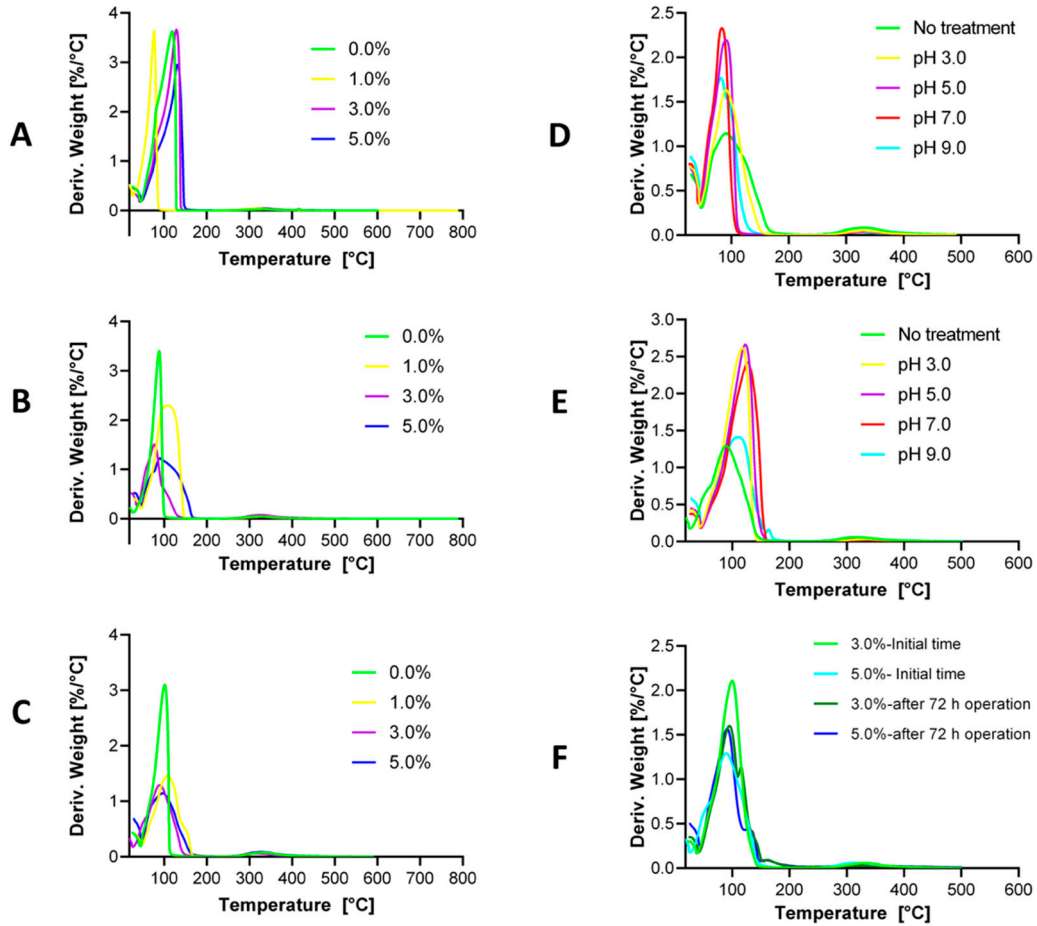 A
Deriv. Weight [%/°C]
4
3
2
1
0
100 200 300 400 500 600 700 800
Temperature [°C]
0.0%
1.0%
3.0%
5.0%
B
Deriv. Weight [%/°C]
4
3
2
1
0
100 200 300 400 500 600 700 800
Temperature [°C]
0.0%
1.0%
3.0%
5.0%
C
Deriv. Weight [%/°C]
4
3
2
1
0
100 200 300 400 500 600 700 800
Temperature [°C]
0.0%
1.0%
3.0%
5.0%
D
Deriv. Weight [%/°C]
2.5
2.0
1.5
1.0
0.5
0.0
100 200 300 400 500 600
Temperature [°C]
No treatment
pH 3.0
pH 5.0
pH 7.0
pH 9.0
E
Deriv. Weight [%/°C]
3.0
2.5
2.0
1.5
1.0
0.5
0.0
100 200 300 400 500 600
Temperature [°C]
No treatment
pH 3.0
pH 5.0
pH 7.0
pH 9.0
F
Deriv. Weight [%/°C]
2.5
2.0
1.5
1.0
0.5
0.0
100 200 300 400 500 600
Temperature [°C]
3.0%-Initial time
5.0%- Initial time
3.0%-after 72 h operation
5.0%-after 72 h operation